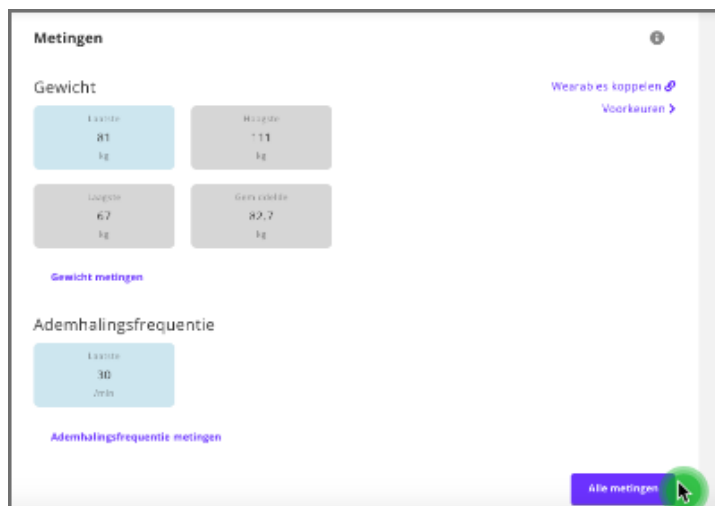 Metingen
Gewicht
Wearables koppelen
Voorkeuren
Laatste
81
kg
Hoogste
111
kg
Laagste
67
kg
Gemiddelde
82.7
kg
Gewicht metingen
Ademhalingsfrequentie
Laatste
30
/min
Ademhalingsfrequentie metingen
Alle metingen